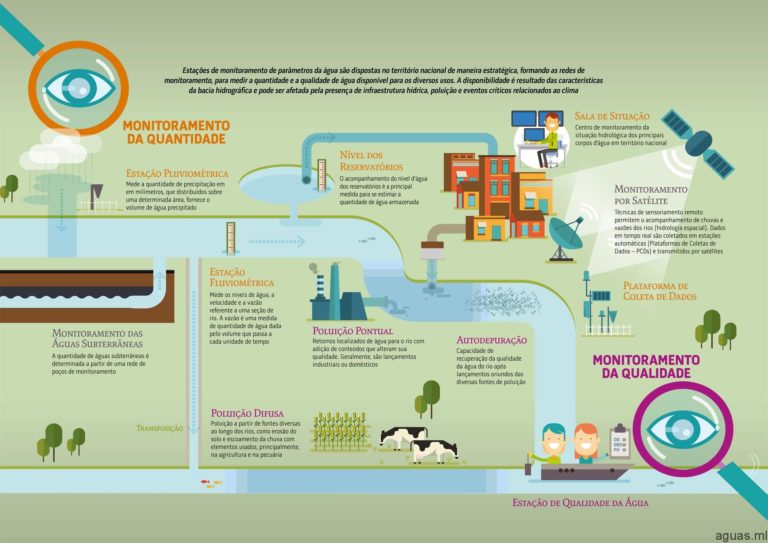 Estações de monitoramento de parâmetros da água são dispostas no território nacional de maneira estratégica, formando as redes de
monitoramento, para medir a quantidade e a qualidade de água disponível para os diversos usos. A disponibilidade é resultado das características
da bacia hidrográfica e pode ser afetada pela presença de infraestrutura hídrica, poluição e eventos críticos relacionados ao clima
MONITORAMENTO
DA QUANTIDADE
Estação Pluviométrica
Mede a quantidade de precipitação em
em milímetros, que distribuídos sobre
uma determinada área, fornece o
volume de água precipitado
Nível dos
Reservatórios
O acompanhamento do nível d'água
dos reservatórios é a principal
medida para se estimar a
quantidade de água armazenada
Sala de Situação
Centro de monitoramento da
situação hidrológica dos principais
corpos d'água em território nacional
Monitoramento
por Satélite
Técnicas de sensoriamento remoto
permitem o acompanhamento de chuvas e
vazões dos rios (hidrologia espacial). Dados
em tempo real são coletados em estações
automáticas (Plataformas de Coletas de
Dados – PCDs) e transmitidos por satélites
Estação
Fluviométrica
Mede os níveis de água, a
velocidade e a vazão
referente a uma seção de
rio. A vazão é uma medida
de quantidade de água dada
pelo volume que passa a
cada unidade de tempo
Plataforma de
Coleta de Dados
Monitoramento das
Águas Subterrâneas
A quantidade de águas subterrâneas é
determinada a partir de uma rede de
poços de monitoramento
Poluição Pontual
Retornos localizados de água para o rio com
adição de conteúdos que alteram sua
qualidade. Geralmente, são lançamentos
industriais ou domésticos
Autodepuração
Capacidade de
recuperação da qualidade
da água do rio após
lançamentos oriundos das
diversas fontes de poluição
MONITORAMENTO
DA QUALIDADE
Transposição
Poluição Difusa
Poluição a partir de fontes diversas
ao longo dos rios, como erosão do
solo e escoamento da chuva com
elementos usados, principalmente,
na agricultura e na pecuária
Estação de Qualidade da Água
aguas.ml